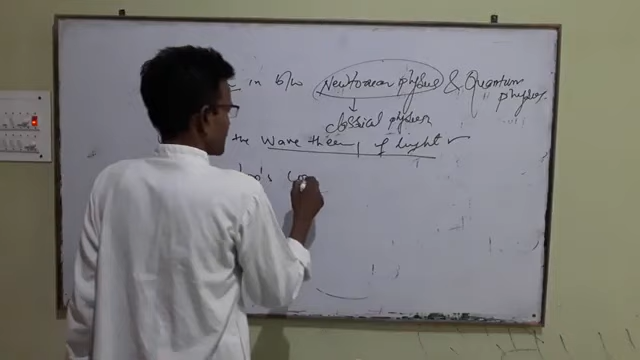 in b/w Newtonian physics & Quantum physics
classical physics
the Wave theory of light